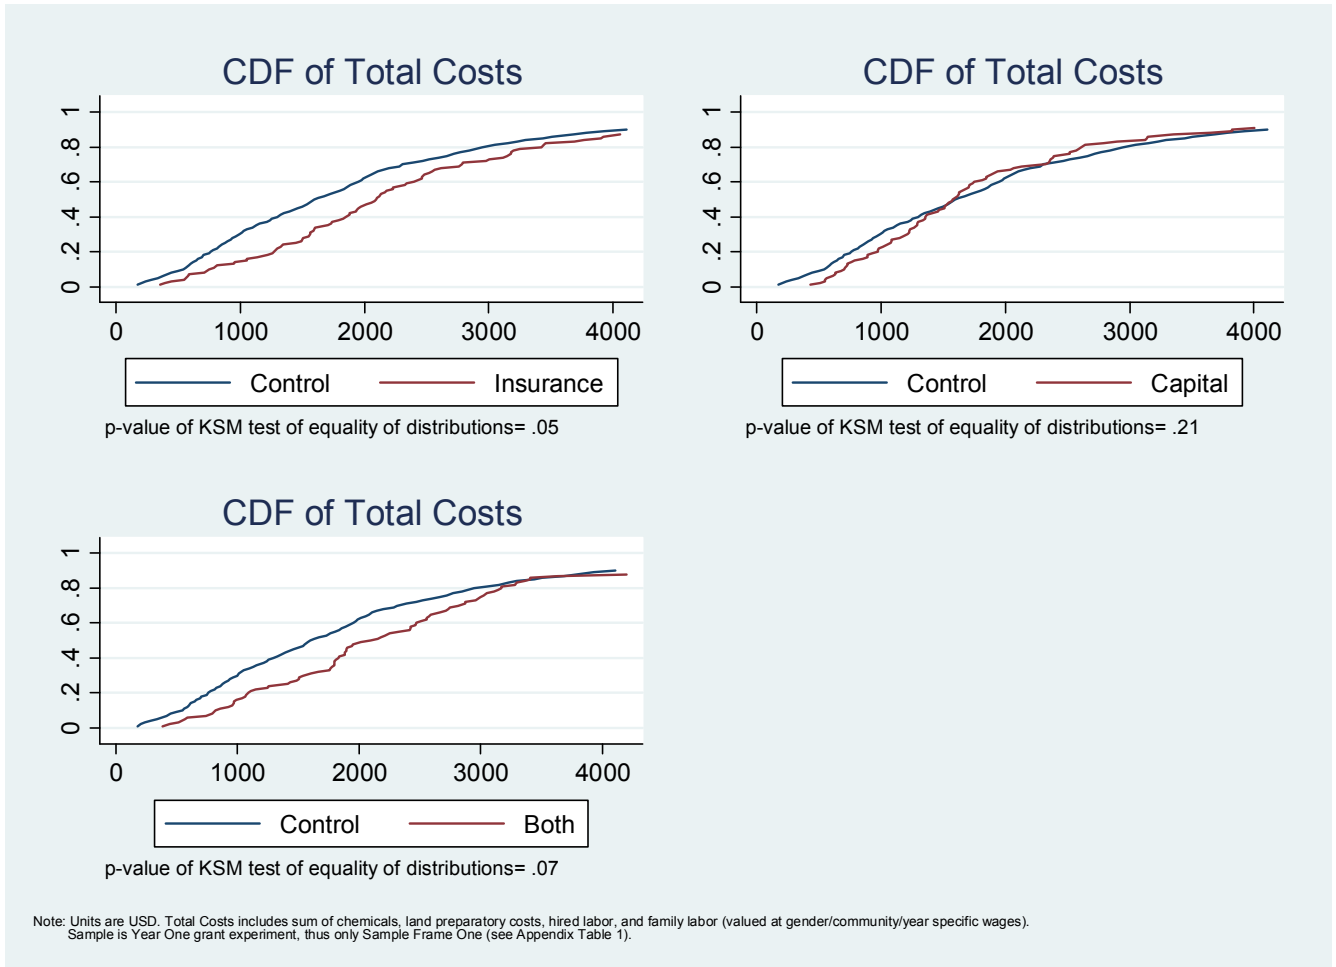 CDF of Total Costs
1
.8
.6
.4
.2
0
0 1000 2000 3000 4000
Control Insurance
p-value of KSM test of equality of distributions= .05
CDF of Total Costs
1
.8
.6
.4
.2
0
0 1000 2000 3000 4000
Control Capital
p-value of KSM test of equality of distributions= .21
CDF of Total Costs
1
.8
.6
.4
.2
0
0 1000 2000 3000 4000
Control Both
p-value of KSM test of equality of distributions= .07
Note: Units are USD. Total Costs includes sum of chemicals, land preparatory costs, hired labor, and family labor (valued at gender/community/year specific wages).
Sample is Year One grant experiment, thus only Sample Frame One (see Appendix Table 1).